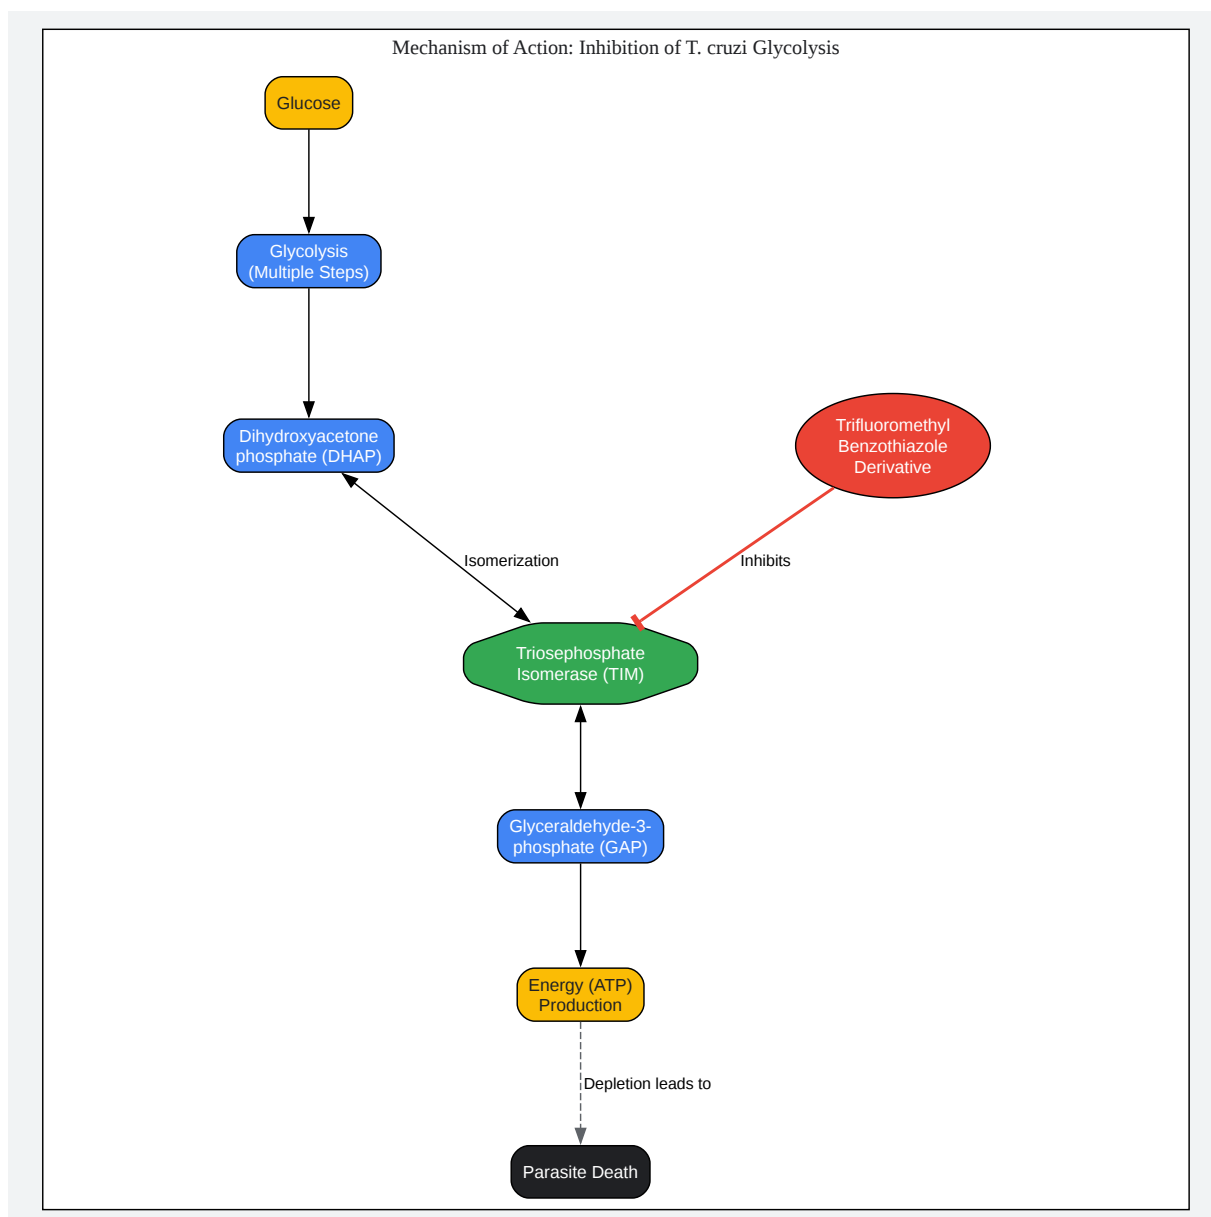 Mechanism of Action: Inhibition of T. cruzi Glycolysis
Glucose
Glycolysis
(Multiple Steps)
Dihydroxyacetone
phosphate (DHAP)
Trifluoromethyl
Benzothiazole
Derivative
Isomerization
Inhibits
Triosephosphate
Isomerase (TIM)
Glyceraldehyde-3-
phosphate (GAP)
Energy (ATP)
Production
Depletion leads to
Parasite Death